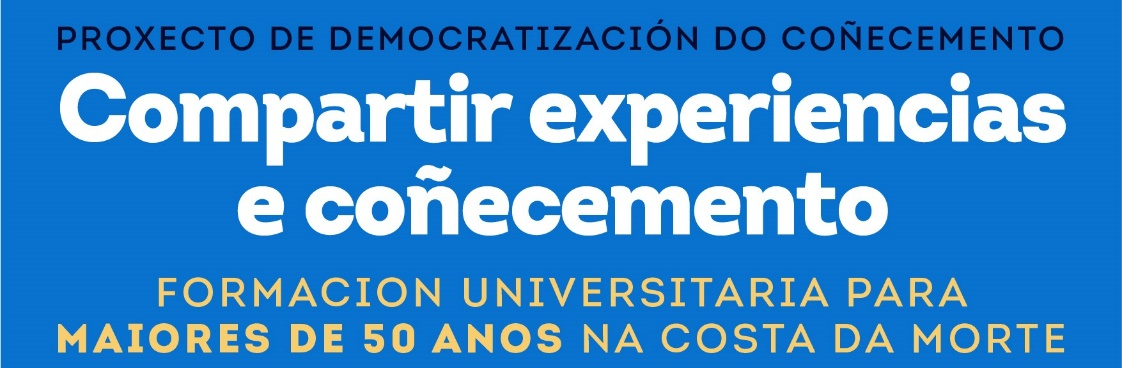 PROXECTO DE DEMOCRATIZACIÓN DO COÑECEMENTO
Compartir experiencias
e coñecemento
FORMACION UNIVERSITARIA PARA
MAIORES DE 50 ANOS NA COSTA DA MORTE